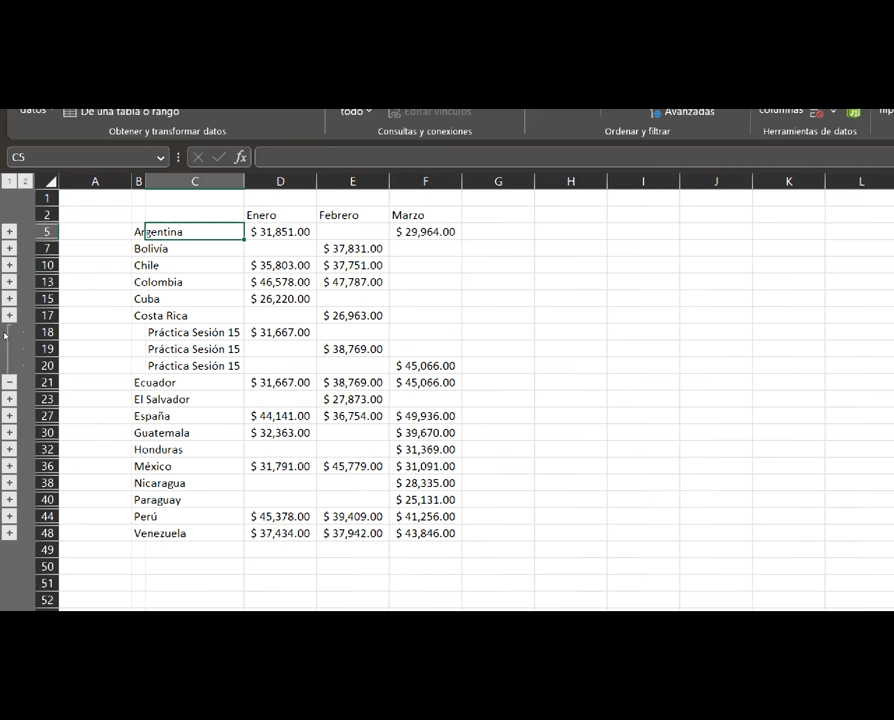 datos De una tabla o rango todo Editar vínculos Avanzadas columnas
Obtener y transformar datos Consultas y conexiones Ordenar y filtrar Herramientas de datos
C5 fx
1 2 A B C D E F G H I J K L
1
2 Enero Febrero Marzo
5 Argentina $ 31,851.00 $ 29,964.00
7 Bolivía $ 37,831.00
10 Chile $ 35,803.00 $ 37,751.00
13 Colombia $ 46,578.00 $ 47,787.00
15 Cuba $ 26,220.00
17 Costa Rica $ 26,963.00
18 Práctica Sesión 15 $ 31,667.00
19 Práctica Sesión 15 $ 38,769.00
20 Práctica Sesión 15 $ 45,066.00
21 Ecuador $ 31,667.00 $ 38,769.00 $ 45,066.00
23 El Salvador $ 27,873.00
27 España $ 44,141.00 $ 36,754.00 $ 49,936.00
30 Guatemala $ 32,363.00 $ 39,670.00
32 Honduras $ 31,369.00
36 México $ 31,791.00 $ 45,779.00 $ 31,091.00
38 Nicaragua $ 28,335.00
40 Paraguay $ 25,131.00
44 Perú $ 45,378.00 $ 39,409.00 $ 41,256.00
48 Venezuela $ 37,434.00 $ 37,942.00 $ 43,846.00
49
50
51
52